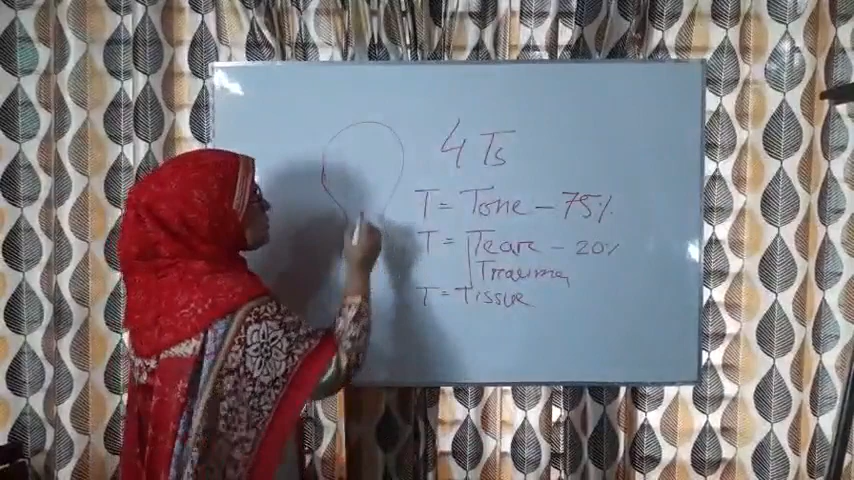 4 Ts
T = Tone - 75%
T = Teare - 20%
Trauma
T = Tissue